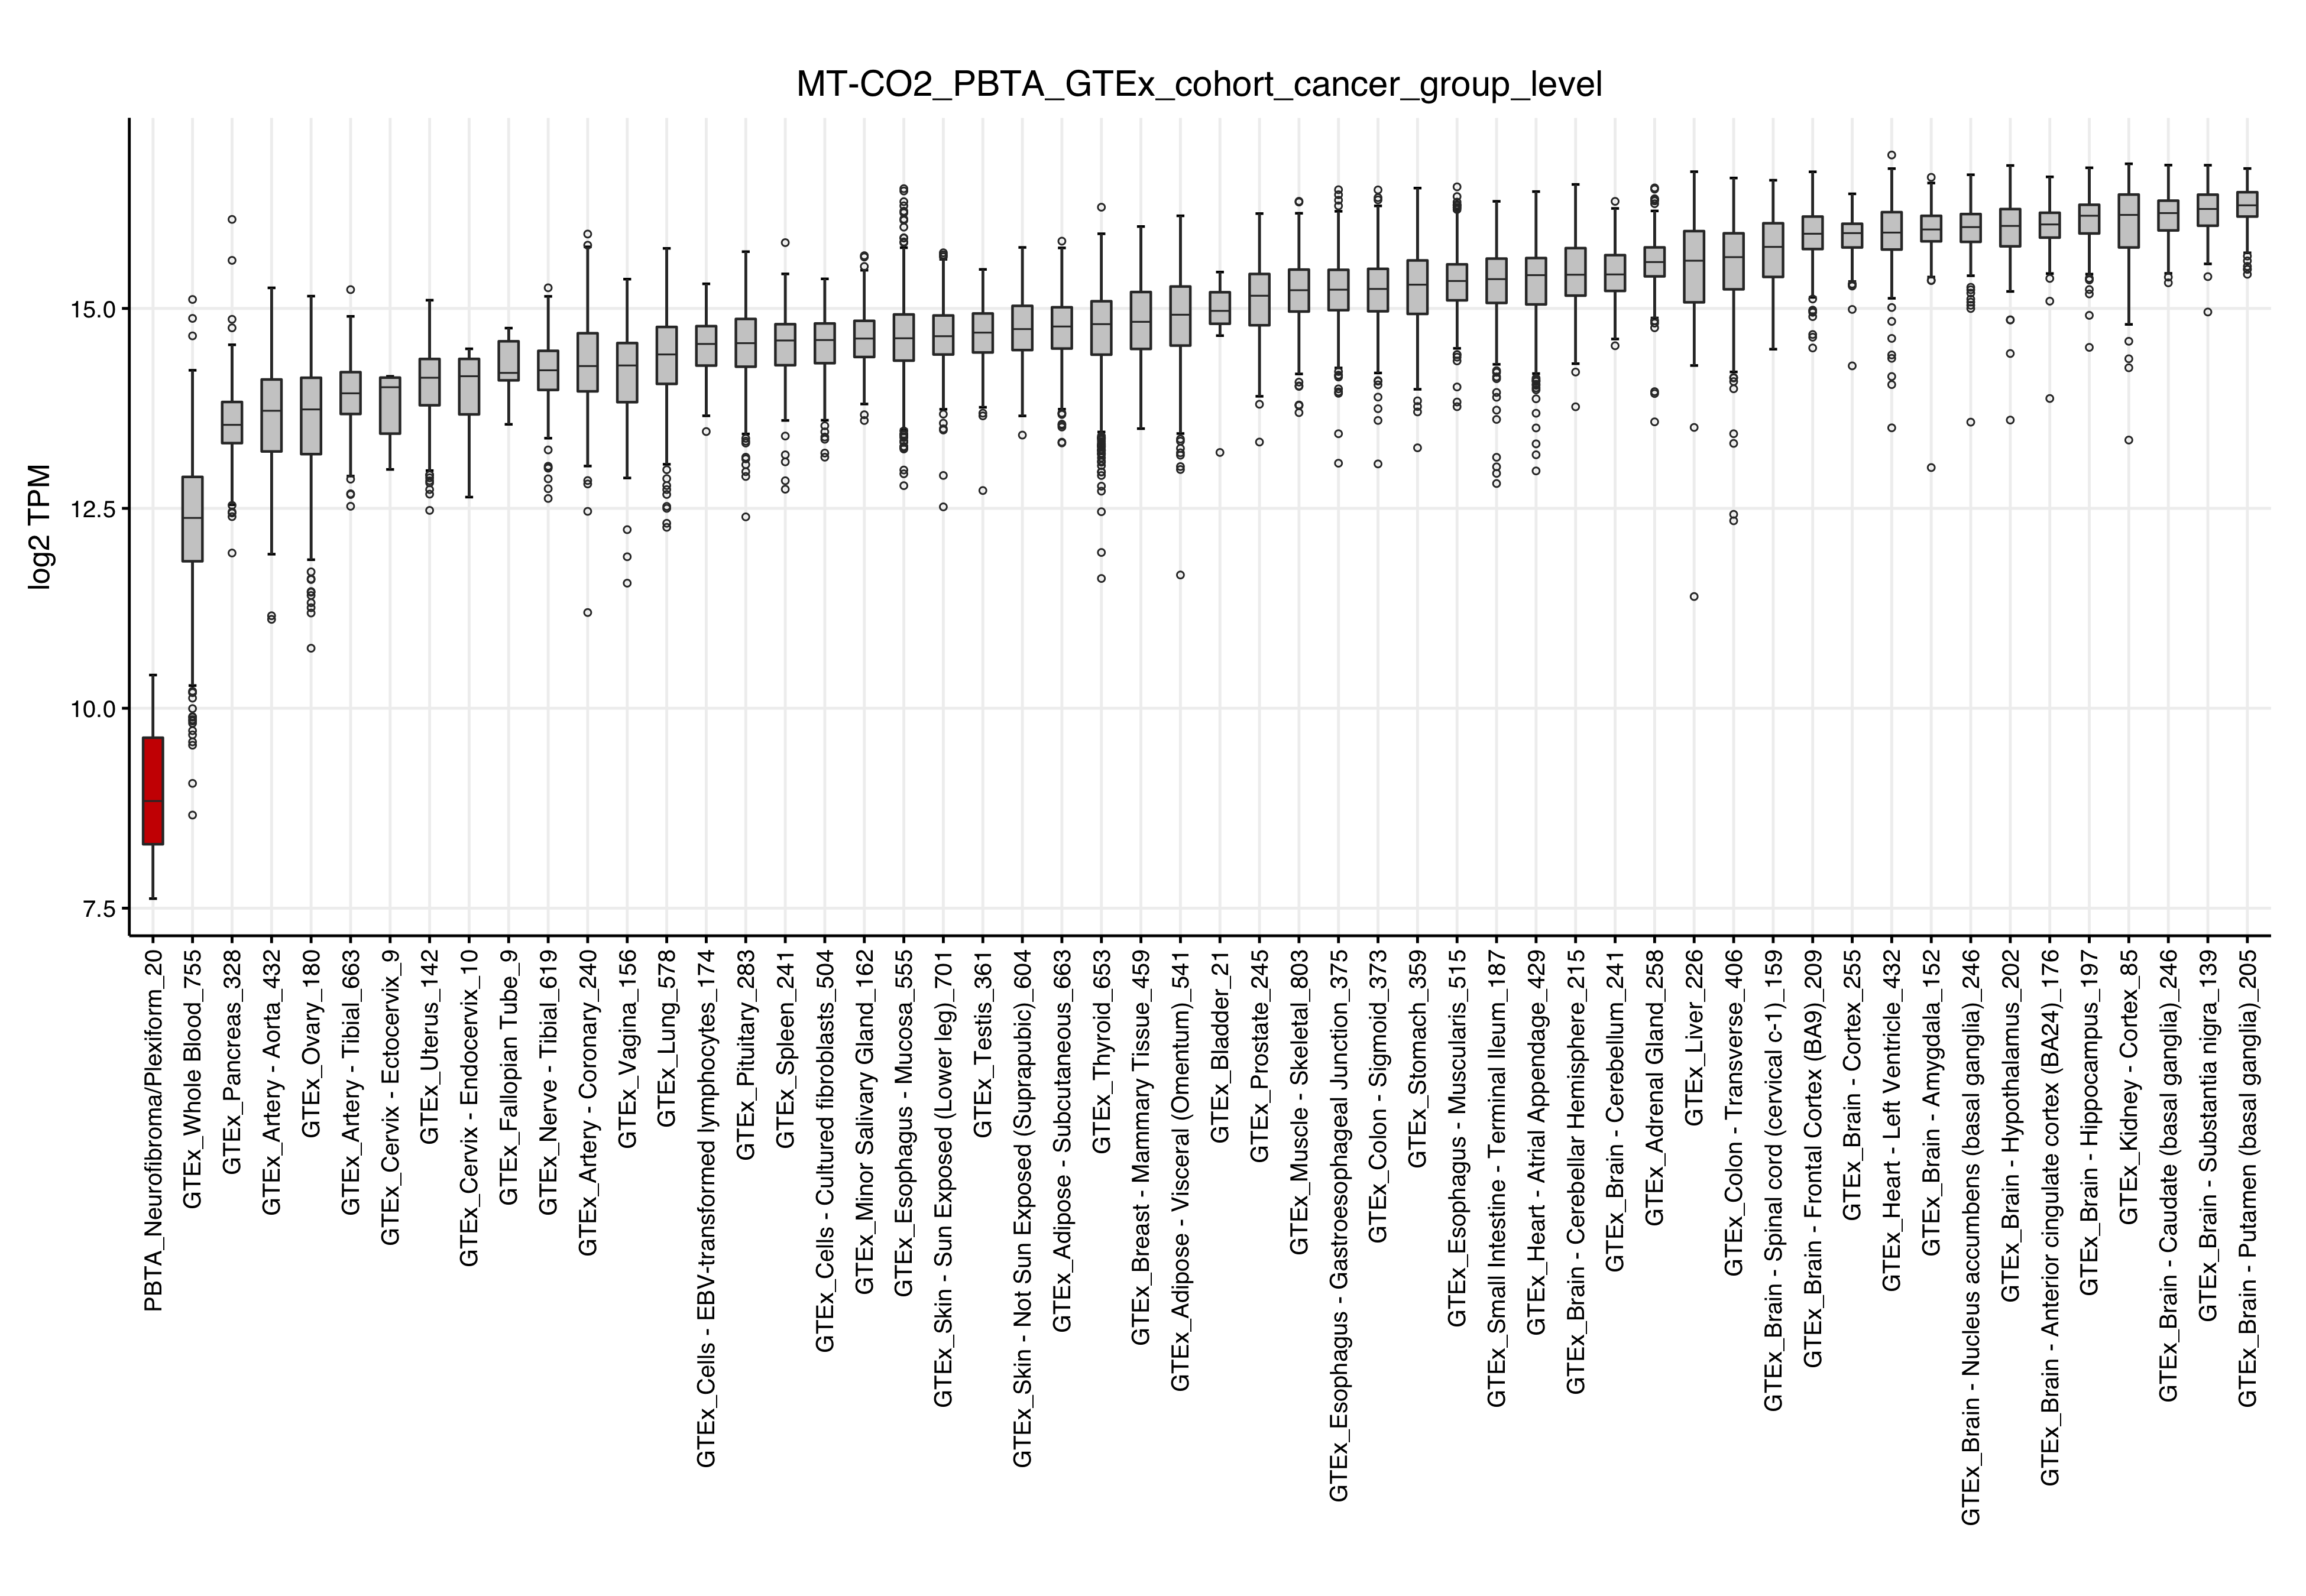 MT-CO2_PBTA_GTEx_cohort_cancer_group_level
log2 TPM
15.0
12.5
10.0
7.5
PBTA_Neurofibroma/Plexiform_20
GTEx_Whole Blood_755
GTEx_Pancreas_328
GTEx_Artery - Aorta_432
GTEx_Ovary_180
GTEx_Artery - Tibial_663
GTEx_Cervix - Ectocervix_9
GTEx_Uterus_142
GTEx_Cervix - Endocervix_10
GTEx_Fallopian Tube_9
GTEx_Nerve - Tibial_619
GTEx_Artery - Coronary_240
GTEx_Vagina_156
GTEx_Lung_578
GTEx_Cells - EBV-transformed lymphocytes_174
GTEx_Pituitary_283
GTEx_Spleen_241
GTEx_Cells - Cultured fibroblasts_504
GTEx_Minor Salivary Gland_162
GTEx_Esophagus - Mucosa_555
GTEx_Skin - Sun Exposed (Lower leg)_701
GTEx_Testis_361
GTEx_Skin - Not Sun Exposed (Suprapubic)_604
GTEx_Adipose - Subcutaneous_663
GTEx_Thyroid_653
GTEx_Breast - Mammary Tissue_459
GTEx_Adipose - Visceral (Omentum)_541
GTEx_Bladder_21
GTEx_Prostate_245
GTEx_Muscle - Skeletal_803
GTEx_Esophagus - Gastroesophageal Junction_375
GTEx_Colon - Sigmoid_373
GTEx_Stomach_359
GTEx_Esophagus - Muscularis_515
GTEx_Small Intestine - Terminal Ileum_187
GTEx_Heart - Atrial Appendage_429
GTEx_Brain - Cerebellar Hemisphere_215
GTEx_Brain - Cerebellum_241
GTEx_Adrenal Gland_258
GTEx_Liver_226
GTEx_Colon - Transverse_406
GTEx_Brain - Spinal cord (cervical c-1)_159
GTEx_Brain - Frontal Cortex (BA9)_209
GTEx_Brain - Cortex_255
GTEx_Heart - Left Ventricle_432
GTEx_Brain - Amygdala_152
GTEx_Brain - Nucleus accumbens (basal ganglia)_246
GTEx_Brain - Hypothalamus_202
GTEx_Brain - Anterior cingulate cortex (BA24)_176
GTEx_Brain - Hippocampus_197
GTEx_Kidney - Cortex_85
GTEx_Brain - Caudate (basal ganglia)_246
GTEx_Brain - Substantia nigra_139
GTEx_Brain - Putamen (basal ganglia)_205